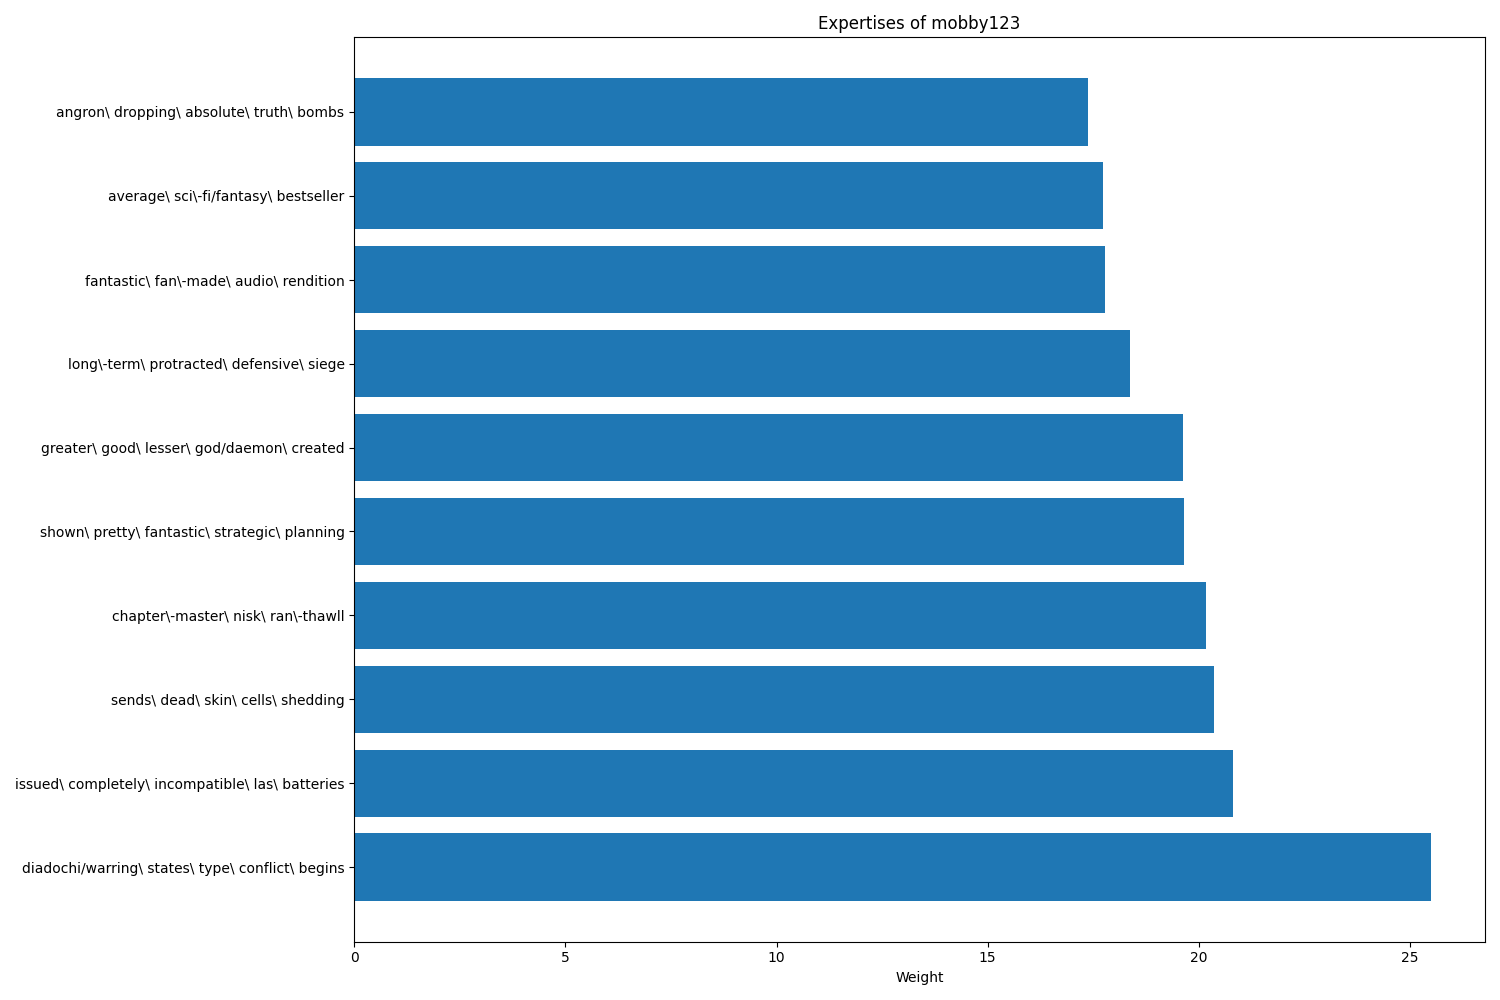 Expertises of mobby123
angron\ dropping\ absolute\ truth\ bombs
average\ sci\-fi/fantasy\ bestseller
fantastic\ fan\-made\ audio\ rendition
long\-term\ protracted\ defensive\ siege
greater\ good\ lesser\ god/daemon\ created
shown\ pretty\ fantastic\ strategic\ planning
chapter\-master\ nisk\ ran\-thawll
sends\ dead\ skin\ cells\ shedding
issued\ completely\ incompatible\ las\ batteries
diadochi/warring\ states\ type\ conflict\ begins
0 5 10 15 20 25
Weight